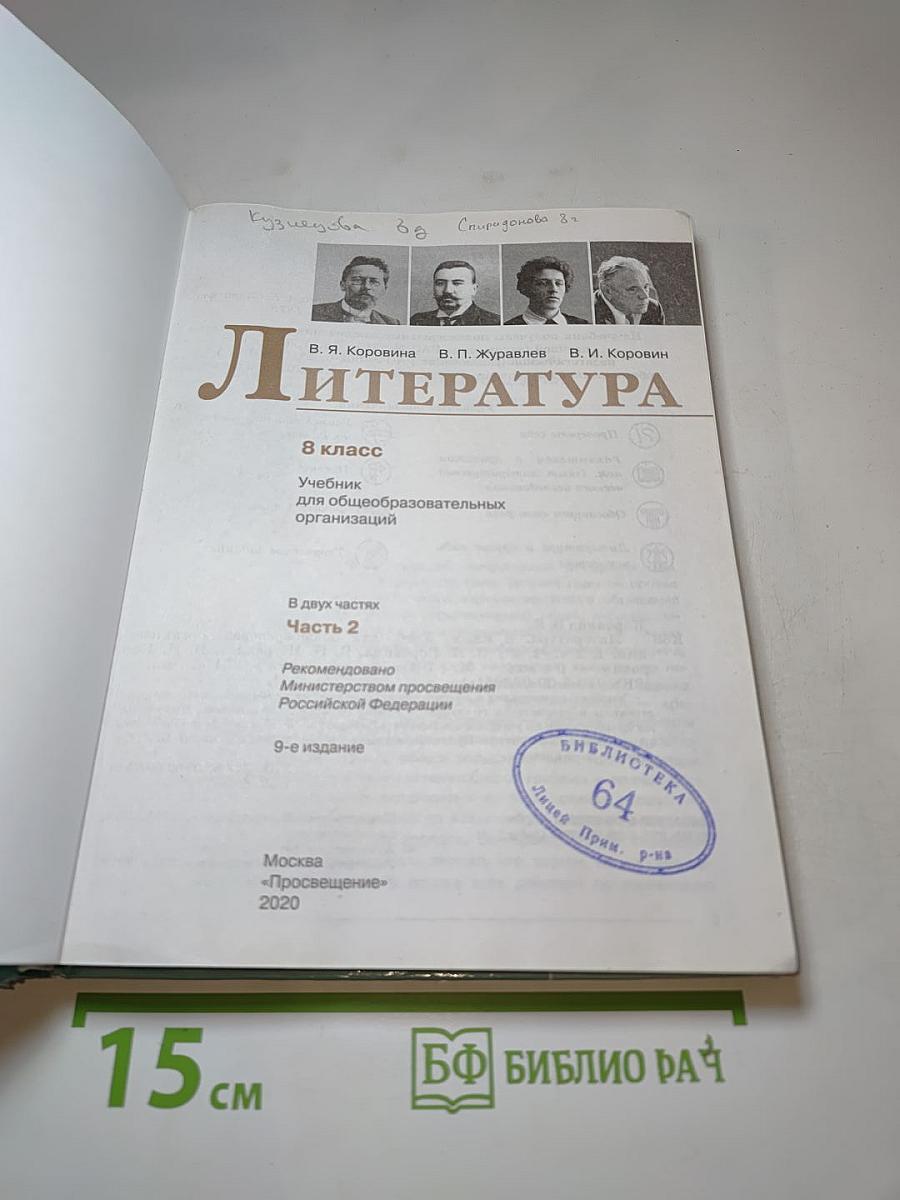 Кузнецова 8д Спиридонова 8г
В. Я. Коровина В. П. Журавлев В. И. Коровин
ЛИТЕРАТУРА
8 класс
Учебник
для общеобразовательных
организаций
В двух частях
Часть 2
Рекомендовано
Министерством просвещения
Российской Федерации
9-е издание
БИБЛИОТЕКА
64
Лицей Прим. р-на
Москва
«Просвещение»
2020
15 см
БФ БИБЛИО